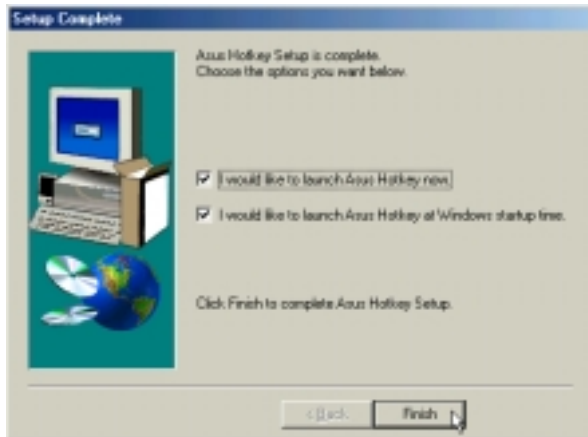 Setup Complete
Asus Hotkey Setup is complete.
Choose the options you want below.
I would like to launch Asus Hotkey now.
I would like to launch Asus Hotkey at Windows startup time.
Click Finish to complete Asus Hotkey Setup.
< Back
Finish